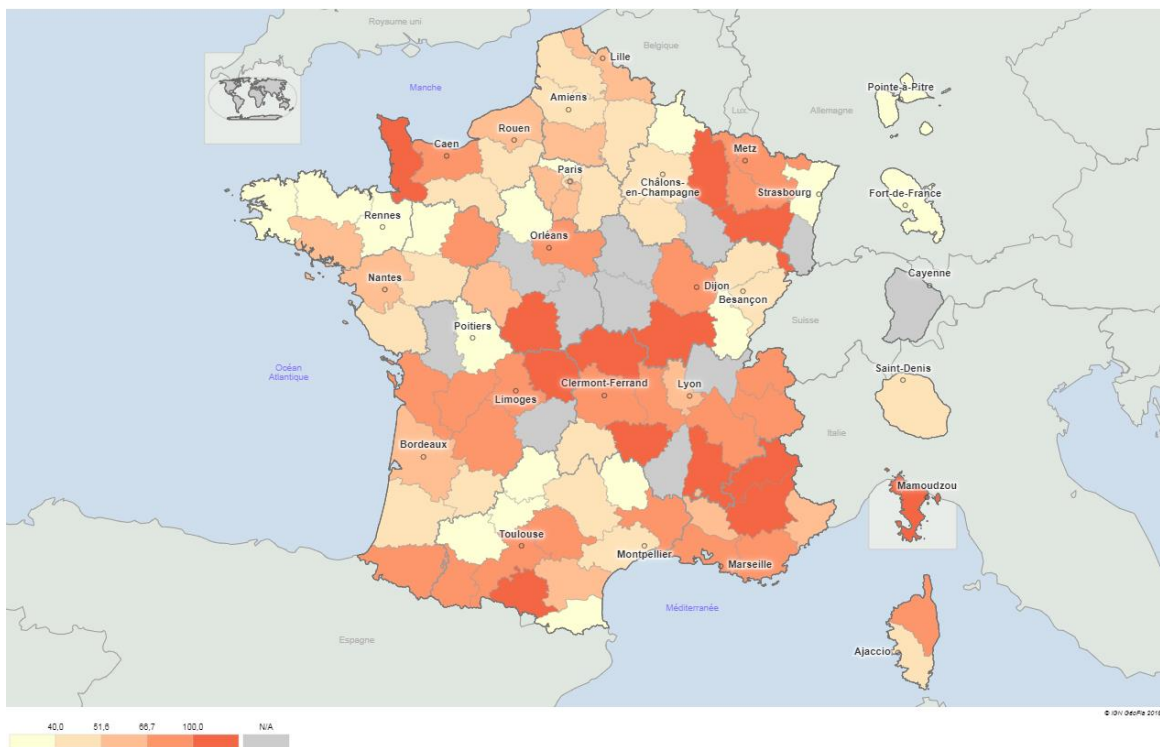 Royaume uni
Belgique
Lille
Manche
Amiens
Pointe-à-Pitre
Lux.
Allemagne
Rouen
Caen
Metz
Paris
Châlons-
en-Champagne
Strasbourg
Fort-de-France
Rennes
Orléans
Cayenne
Nantes
Dijon
Besançon
Poitiers
Suisse
Océan
Atlantique
Clermont-Ferrand
Lyon
Saint-Denis
Limoges
Italie
Bordeaux
Mamoudzou
Toulouse
Montpellier
Marseille
Méditerranée
Espagne
Ajaccio
© IGN GéoFla 2016
40,0 51,6 66,7 100,0 N/A